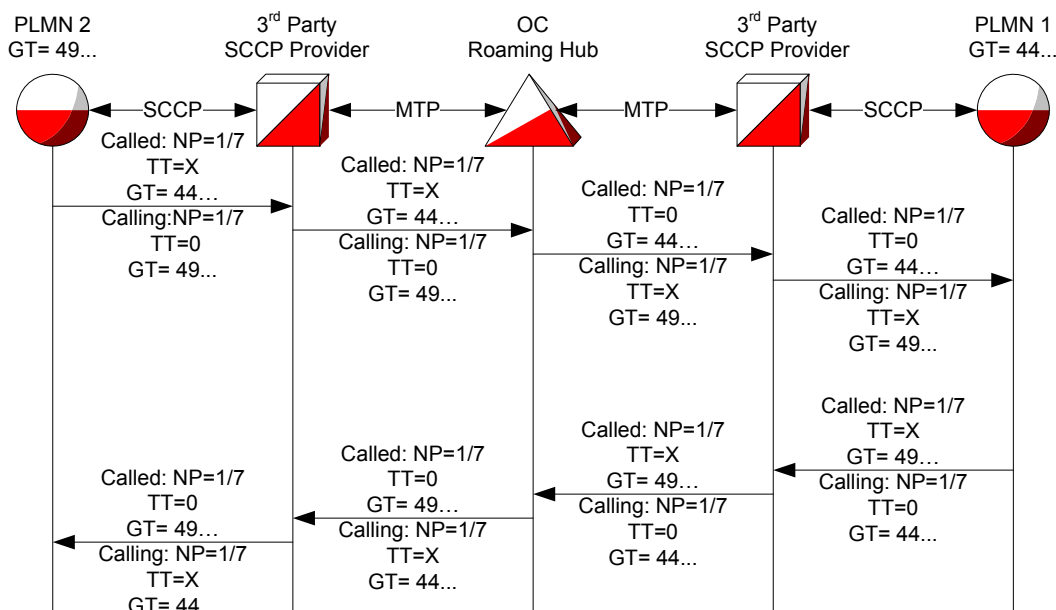 PLMN 2
GT= 49...
3rd Party
SCCP Provider
OC
Roaming Hub
3rd Party
SCCP Provider
PLMN 1
GT= 44...
SCCP
MTP
MTP
SCCP
Called: NP=1/7
TT=X
GT= 44…
Calling:NP=1/7
TT=0
GT= 49...
Called: NP=1/7
TT=X
GT= 44…
Calling: NP=1/7
TT=0
GT= 49...
Called: NP=1/7
TT=0
GT= 44…
Calling: NP=1/7
TT=X
GT= 49...
Called: NP=1/7
TT=0
GT= 44…
Calling: NP=1/7
TT=X
GT= 49...
Called: NP=1/7
TT=X
GT= 49…
Calling: NP=1/7
TT=0
GT= 44...
Called: NP=1/7
TT=X
GT= 49…
Calling: NP=1/7
TT=0
GT= 44...
Called: NP=1/7
TT=0
GT= 49...
Calling: NP=1/7
TT=X
GT= 44...
Called: NP=1/7
TT=0
GT= 49…
Calling: NP=1/7
TT=X
GT= 44